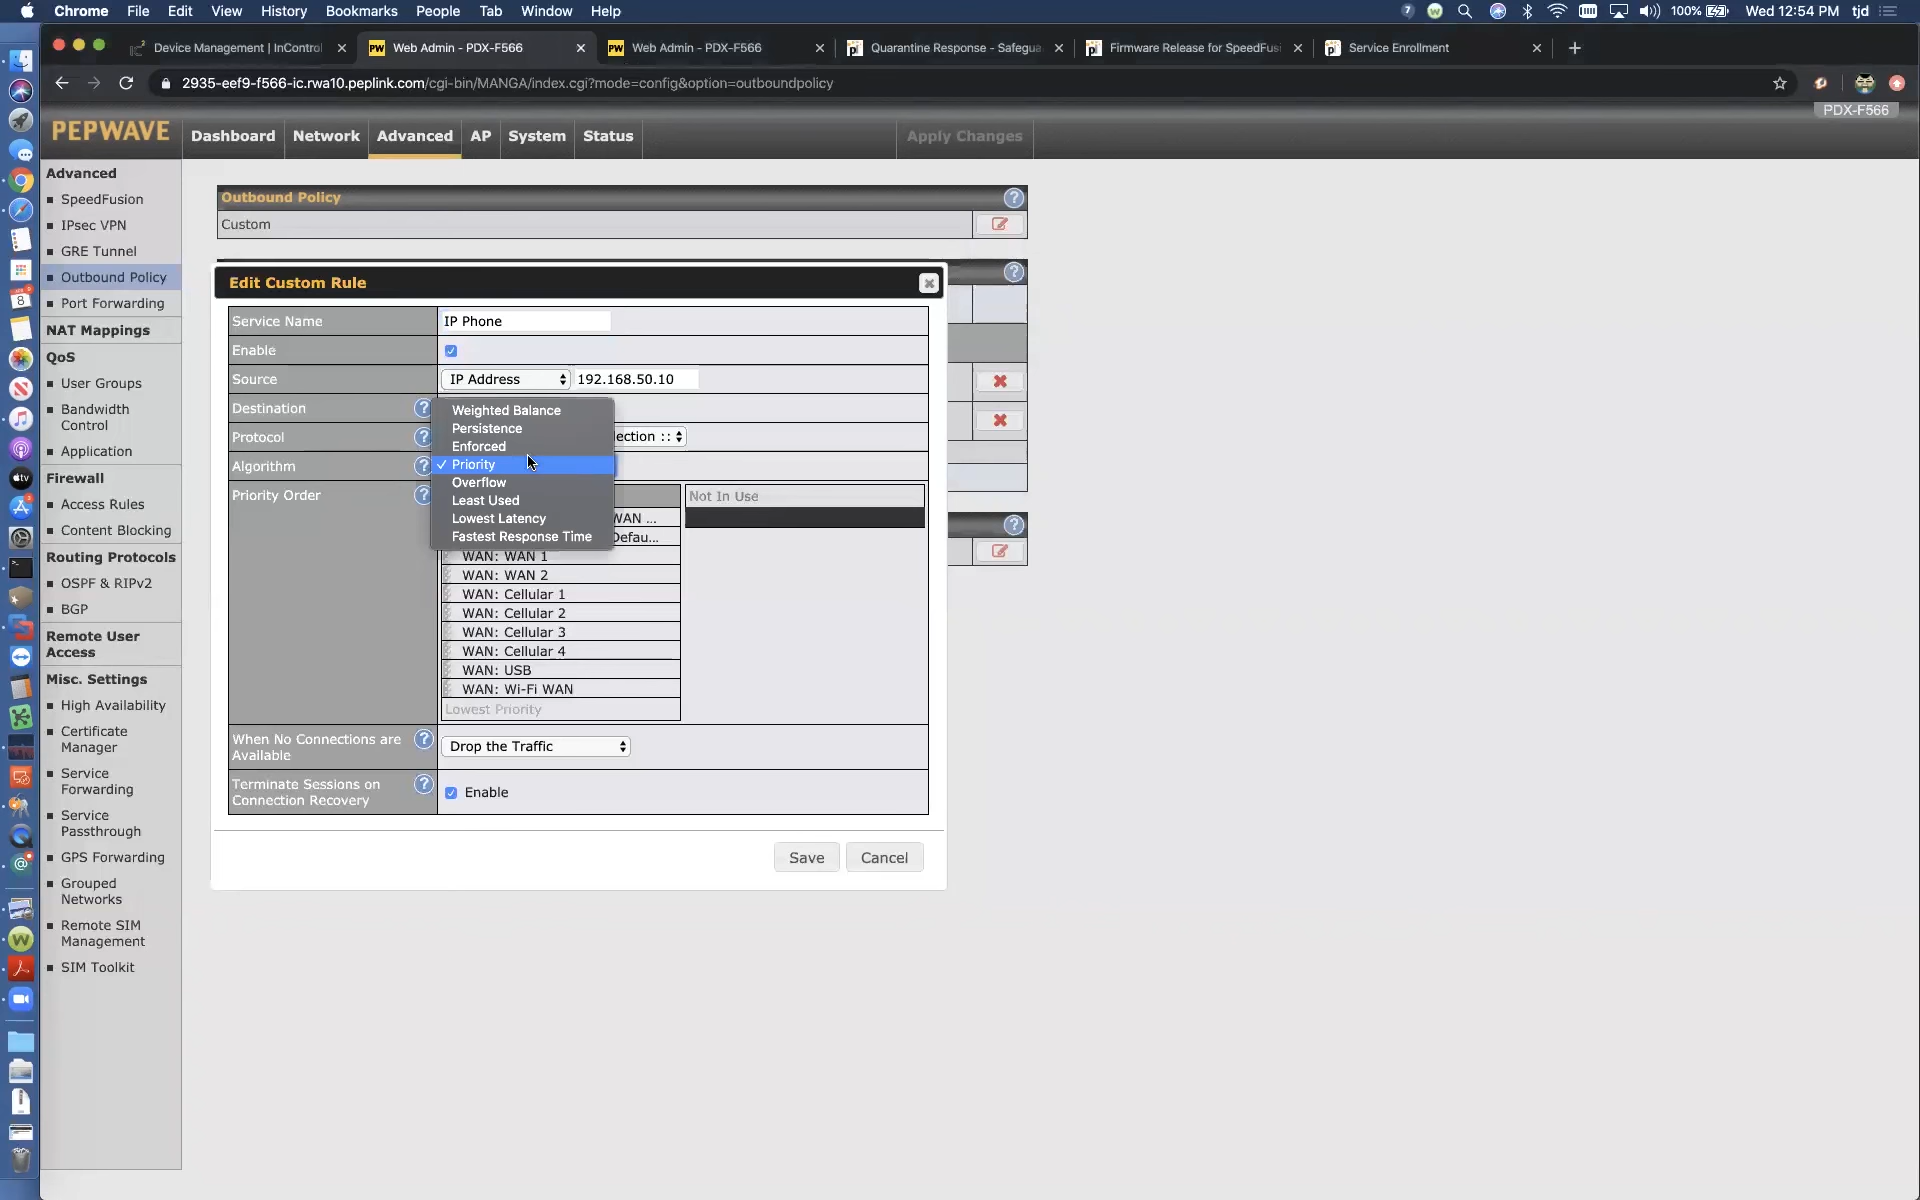 Chrome File Edit View History Bookmarks People Tab Window Help
7 100% Wed 12:54 PM tjd
Device Management | InControl
Web Admin - PDX-F566
Web Admin - PDX-F566
Quarantine Response - Safegua
Firmware Release for SpeedFusi
Service Enrollment
2935-eef9-f566-ic.rwa10.peplink.com/cgi-bin/MANGA/index.cgi?mode=config&option=outboundpolicy
PDX-F566
PEPWAVE Dashboard Network Advanced AP System Status Apply Changes
Advanced
SpeedFusion
IPsec VPN
GRE Tunnel
Outbound Policy
Port Forwarding
NAT Mappings
QoS
User Groups
Bandwidth
Control
Application
Firewall
Access Rules
Content Blocking
Routing Protocols
OSPF & RIPv2
BGP
Remote User
Access
Misc. Settings
High Availability
Certificate
Manager
Service
Forwarding
Service
Passthrough
GPS Forwarding
Grouped
Networks
Remote SIM
Management
SIM Toolkit
Outbound Policy ?
Custom
?
?
Edit Custom Rule
Service Name IP Phone
Enable
Source IP Address 192.168.50.10
Destination ?
Protocol ? lection ::
Algorithm ?
Weighted Balance
Persistence
Enforced
✓ Priority
Overflow
Least Used
Lowest Latency
Fastest Response Time
Priority Order ? Not In Use
WAN ...
Defau...
WAN: WAN 1
WAN: WAN 2
WAN: Cellular 1
WAN: Cellular 2
WAN: Cellular 3
WAN: Cellular 4
WAN: USB
WAN: Wi-Fi WAN
Lowest Priority
When No Connections are
Available
? Drop the Traffic
Terminate Sessions on
Connection Recovery
? Enable
Save Cancel